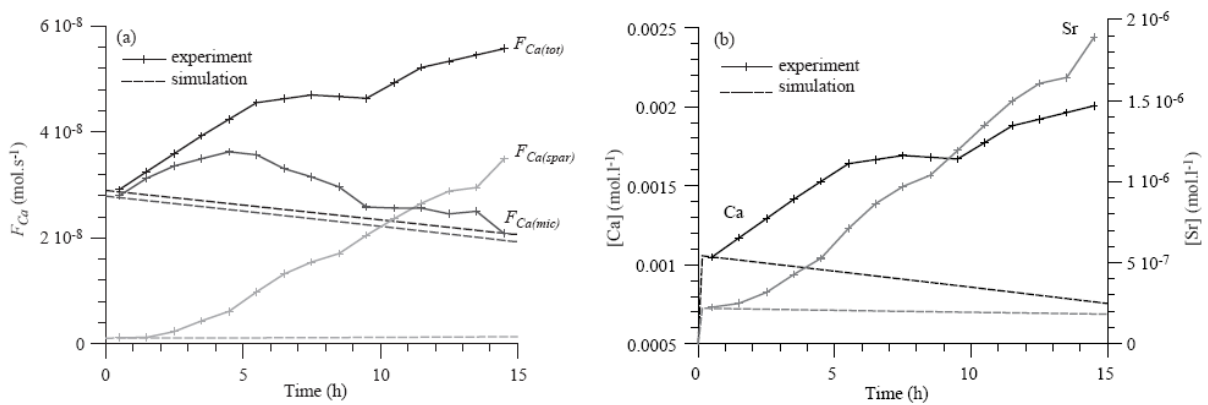 (a)
6 10⁻⁸
4 10⁻⁸
2 10⁻⁸
0
F_Ca (mol.s⁻¹)
experiment
simulation
F_Ca(tot)
F_Ca(spar)
F_Ca(mic)
0 5 10 15
Time (h)
(b)
0.0025
0.002
0.0015
0.001
0.0005
[Ca] (mol.l⁻¹)
experiment
simulation
Sr
Ca
2 10⁻⁶
1.5 10⁻⁶
1 10⁻⁶
5 10⁻⁷
0
[Sr] (mol.l⁻¹)
0 5 10 15
Time (h)